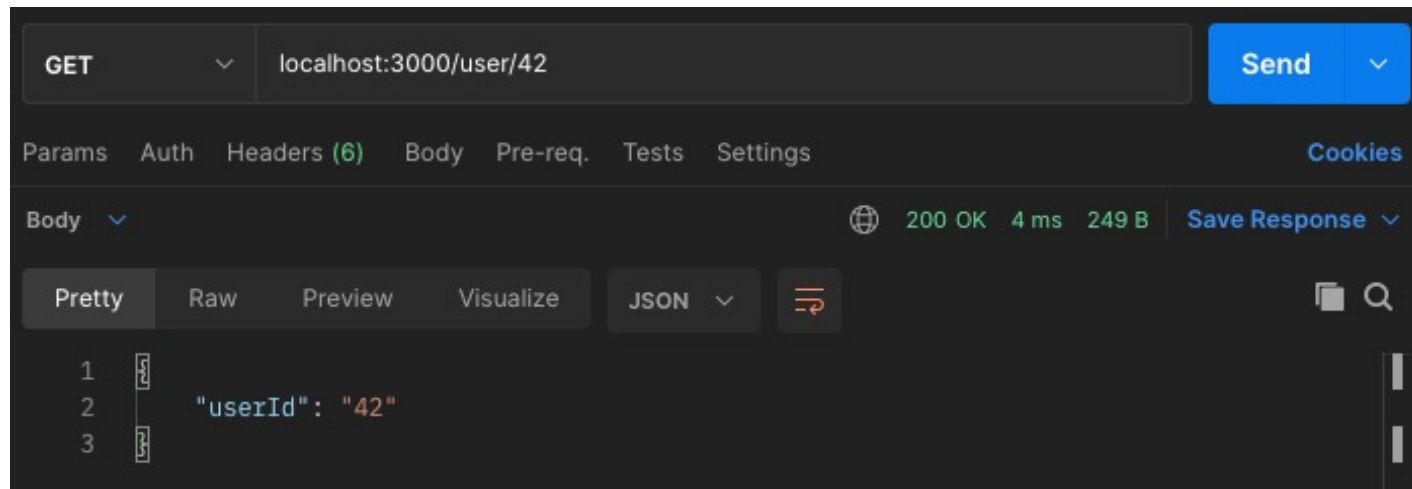 GET localhost:3000/user/42 Send
Params Auth Headers (6) Body Pre-req. Tests Settings Cookies
Body 200 OK 4 ms 249 B Save Response
Pretty Raw Preview Visualize JSON
1 {
2 "userId": "42"
3 }